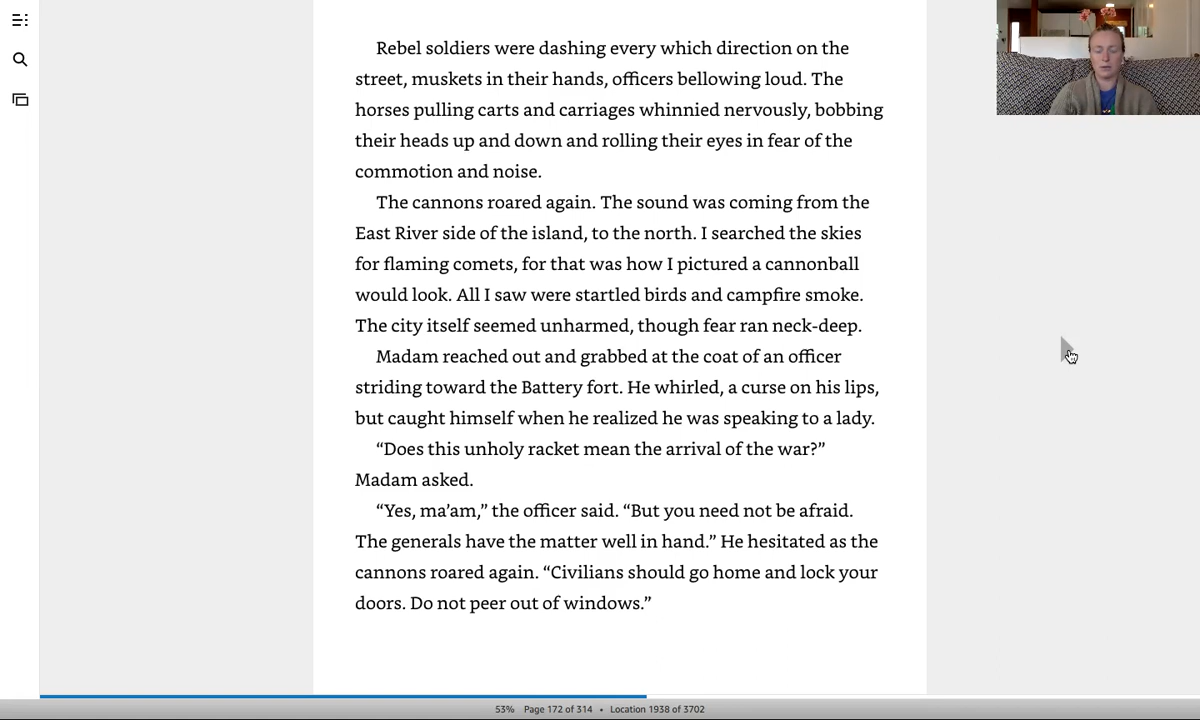 Rebel soldiers were dashing every which direction on the
street, muskets in their hands, officers bellowing loud. The
horses pulling carts and carriages whinnied nervously, bobbing
their heads up and down and rolling their eyes in fear of the
commotion and noise.
The cannons roared again. The sound was coming from the
East River side of the island, to the north. I searched the skies
for flaming comets, for that was how I pictured a cannonball
would look. All I saw were startled birds and campfire smoke.
The city itself seemed unharmed, though fear ran neck-deep.
Madam reached out and grabbed at the coat of an officer
striding toward the Battery fort. He whirled, a curse on his lips,
but caught himself when he realized he was speaking to a lady.
“Does this unholy racket mean the arrival of the war?”
Madam asked.
“Yes, ma’am,” the officer said. “But you need not be afraid.
The generals have the matter well in hand.” He hesitated as the
cannons roared again. “Civilians should go home and lock your
doors. Do not peer out of windows.”
53% Page 172 of 314 • Location 1938 of 3702